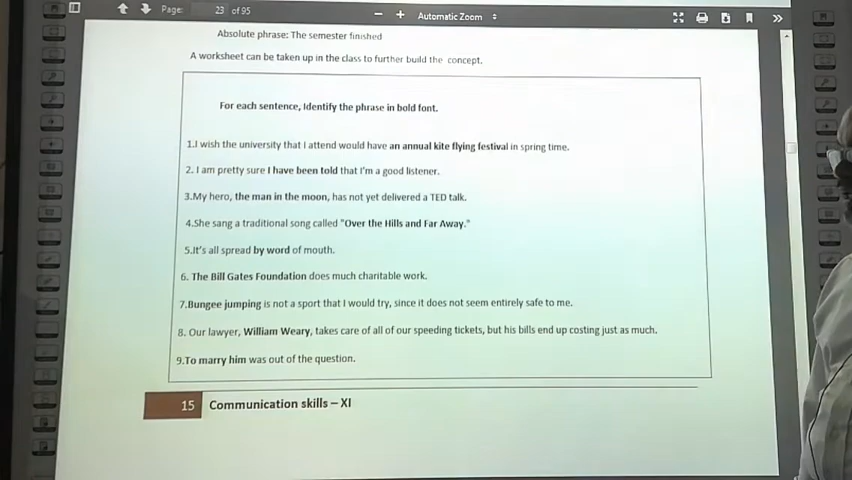 Page: 23 of 95
Automatic Zoom
Absolute phrase: The semester finished
A worksheet can be taken up in the class to further build the concept.
For each sentence, Identify the phrase in bold font.
1.I wish the university that I attend would have an annual kite flying festival in spring time.
2. I am pretty sure I have been told that I'm a good listener.
3.My hero, the man in the moon, has not yet delivered a TED talk.
4.She sang a traditional song called "Over the Hills and Far Away."
5.It's all spread by word of mouth.
6. The Bill Gates Foundation does much charitable work.
7.Bungee jumping is not a sport that I would try, since it does not seem entirely safe to me.
8. Our lawyer, William Weary, takes care of all of our speeding tickets, but his bills end up costing just as much.
9.To marry him was out of the question.
15 Communication skills – XI